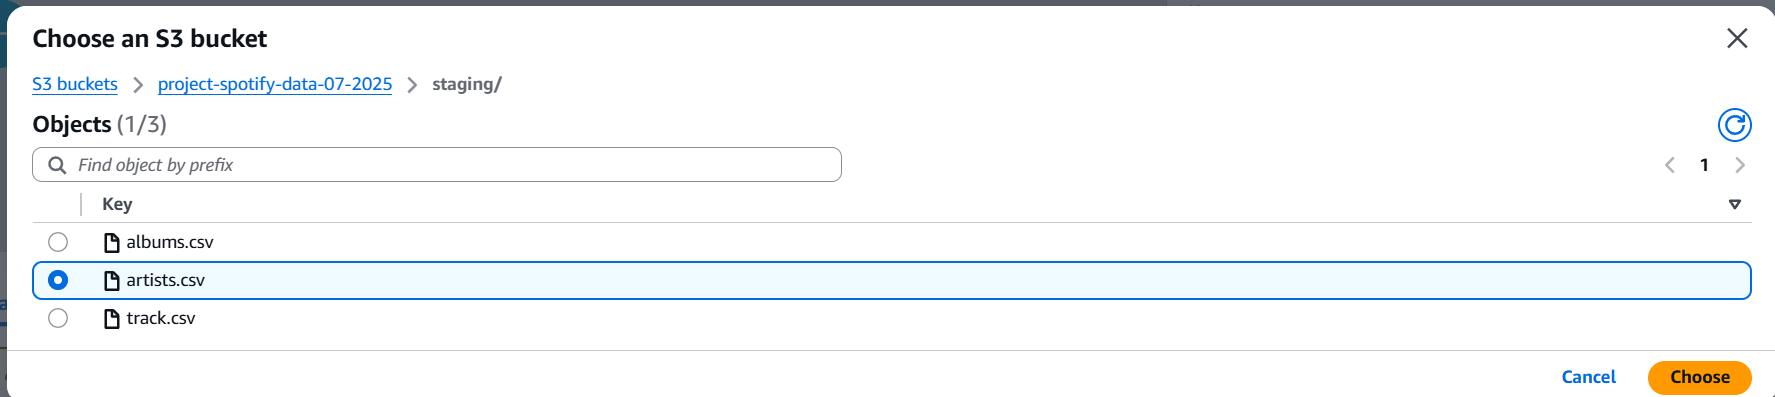 Choose an S3 bucket
S3 buckets project-spotify-data-07-2025 staging/
Objects (1/3)
Find object by prefix
1
Key
albums.csv
artists.csv
track.csv
Cancel Choose